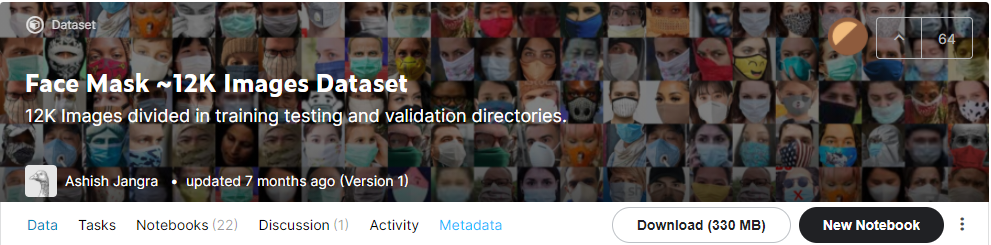 Dataset
64
Face Mask ~12K Images Dataset
12K Images divided in training testing and validation directories.
Ashish Jangra • updated 7 months ago (Version 1)
Data Tasks Notebooks (22) Discussion (1) Activity Metadata Download (330 MB) New Notebook